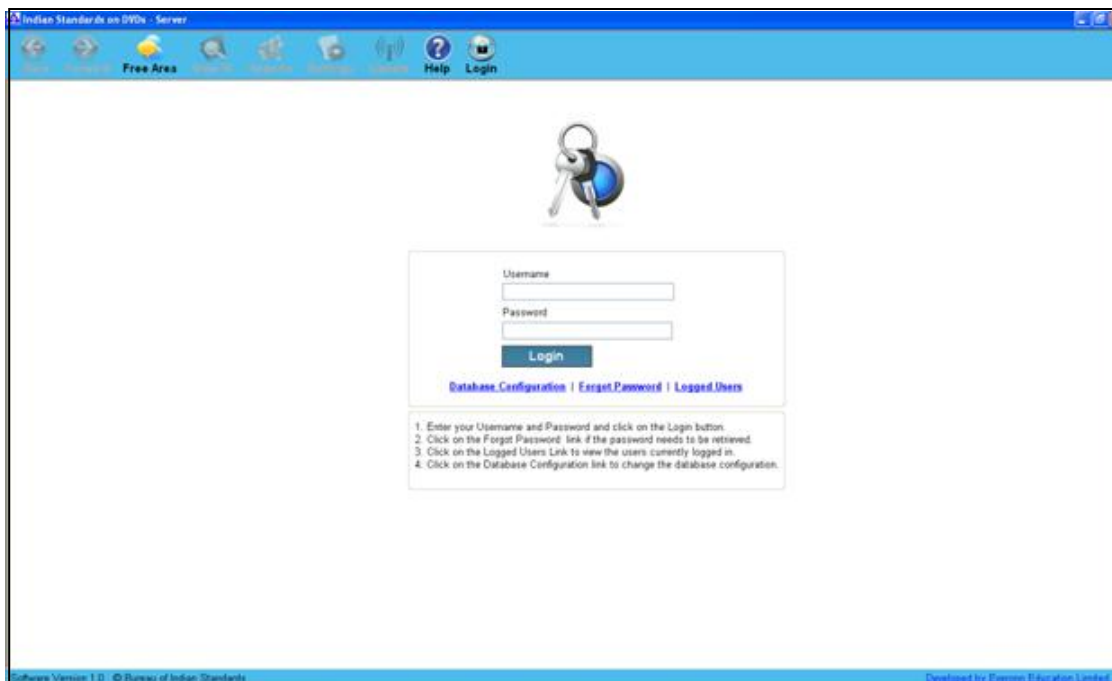 Indian Standards on DVDs - Server
Free Area
Help
Login
Username
Password
Login
Database Configuration | Forgot Password | Logged Users
1. Enter your Username and Password and click on the Login button.
2. Click on the Forgot Password link if the password needs to be retrieved.
3. Click on the Logged Users Link to view the users currently logged in.
4. Click on the Database Configuration link to change the database configuration.
Software Version 1.0 © Bureau of Indian Standards
Developed by Everonn Education Limited